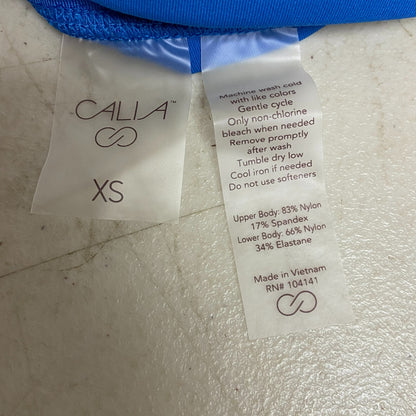 CALIA™
XS
Machine wash cold
with like colors
Gentle cycle
Only non-chlorine
bleach when needed
Remove promptly
after wash
Tumble dry low
Cool iron if needed
Do not use softeners
Upper Body: 83% Nylon
17% Spandex
Lower Body: 66% Nylon
34% Elastane
Made in Vietnam
RN# 104141